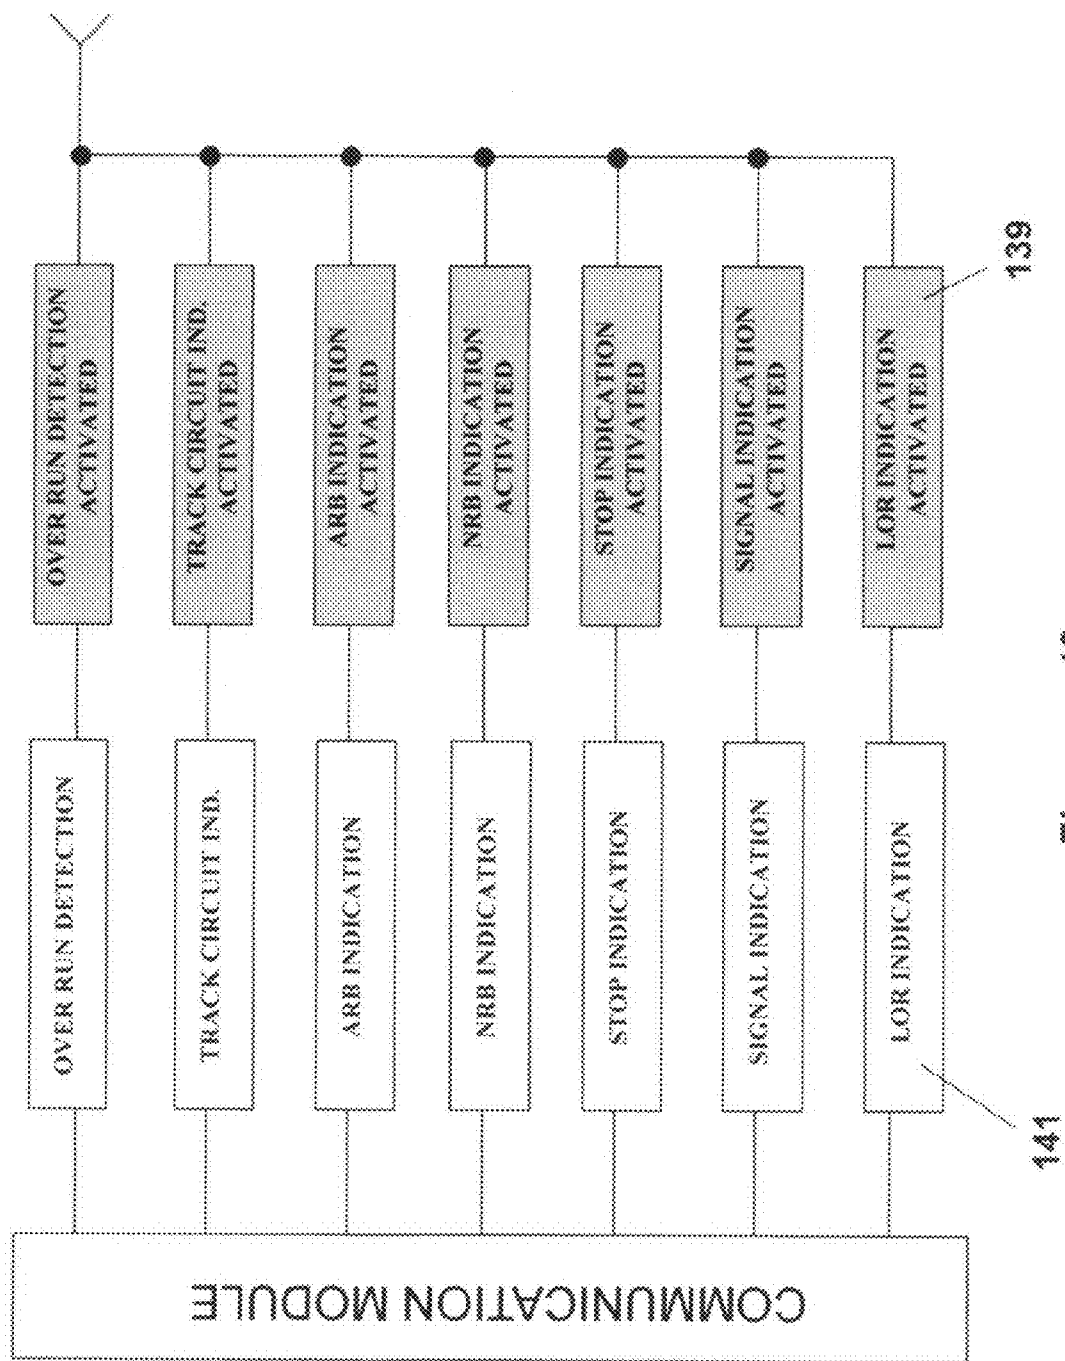 COMMUNICATION MODULE
OVER RUN DETECTION
OVER RUN DETECTION
ACTIVATED
TRACK CIRCUIT IND.
TRACK CIRCUIT IND.
ACTIVATED
ARB INDICATION
ARB INDICATION
ACTIVATED
NRB INDICATION
NRB INDICATION
ACTIVATED
STOP INDICATION
STOP INDICATION
ACTIVATED
SIGNAL INDICATION
SIGNAL INDICATION
ACTIVATED
LOR INDICATION
LOR INDICATION
ACTIVATED
141
139